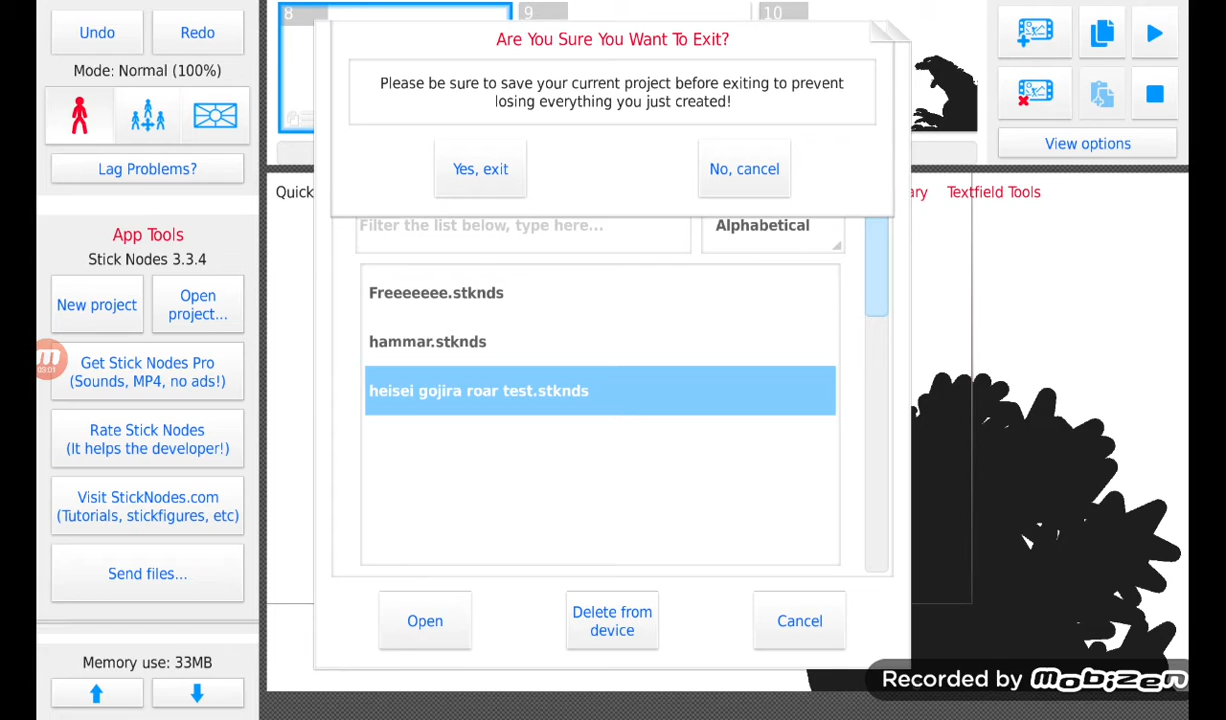 Undo
Redo
Mode: Normal (100%)
Lag Problems?
App Tools
Stick Nodes 3.3.4
New project
Open
project...
Get Stick Nodes Pro
(Sounds, MP4, no ads!)
03:01
Rate Stick Nodes
(It helps the developer!)
Visit StickNodes.com
(Tutorials, stickfigures, etc)
Send files...
Memory use: 33MB
8
9
10
View options
Quick
ary
Textfield Tools
Are You Sure You Want To Exit?
Please be sure to save your current project before exiting to prevent
losing everything you just created!
Yes, exit
No, cancel
Filter the list below, type here...
Alphabetical
Freeeeeee.stknds
hammar.stknds
heisei gojira roar test.stknds
Open
Delete from
device
Cancel
Recorded by mobizen